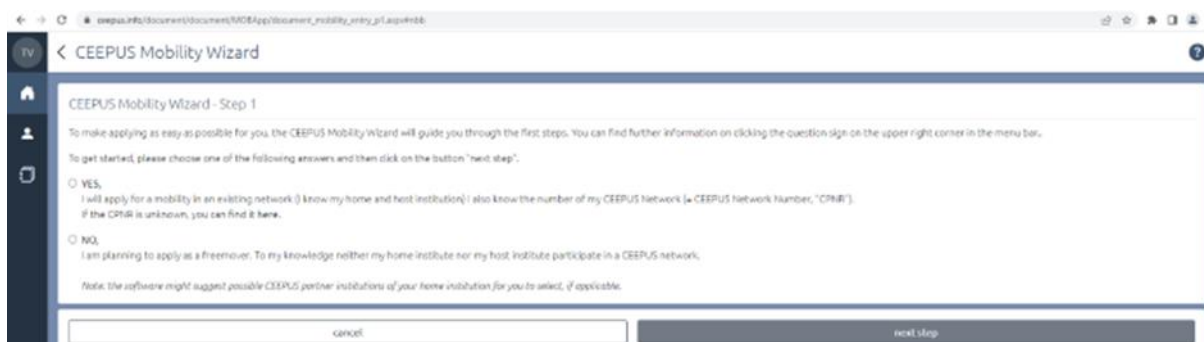 ceepus.info/document/document/MOBApp/document_mobility_entry_p1.aspx#nbb
TV
CEEPUS Mobility Wizard
CEEPUS Mobility Wizard - Step 1
To make applying as easy as possible for you, the CEEPUS Mobility Wizard will guide you through the first steps. You can find further information on clicking the question sign on the upper right corner in the menu bar.
To get started, please choose one of the following answers and then click on the button "next step".
YES,
I will apply for a mobility in an existing network (I know my home and host institution) I also know the number of my CEEPUS Network (= CEEPUS Network Number, "CPNR").
If the CPNR is unknown, you can find it here.
NO,
I am planning to apply as a freemover. To my knowledge neither my home institute nor my host institute participate in a CEEPUS network.
Note: the software might suggest possible CEEPUS partner institutions of your home institution for you to select, if applicable.
cancel
next step